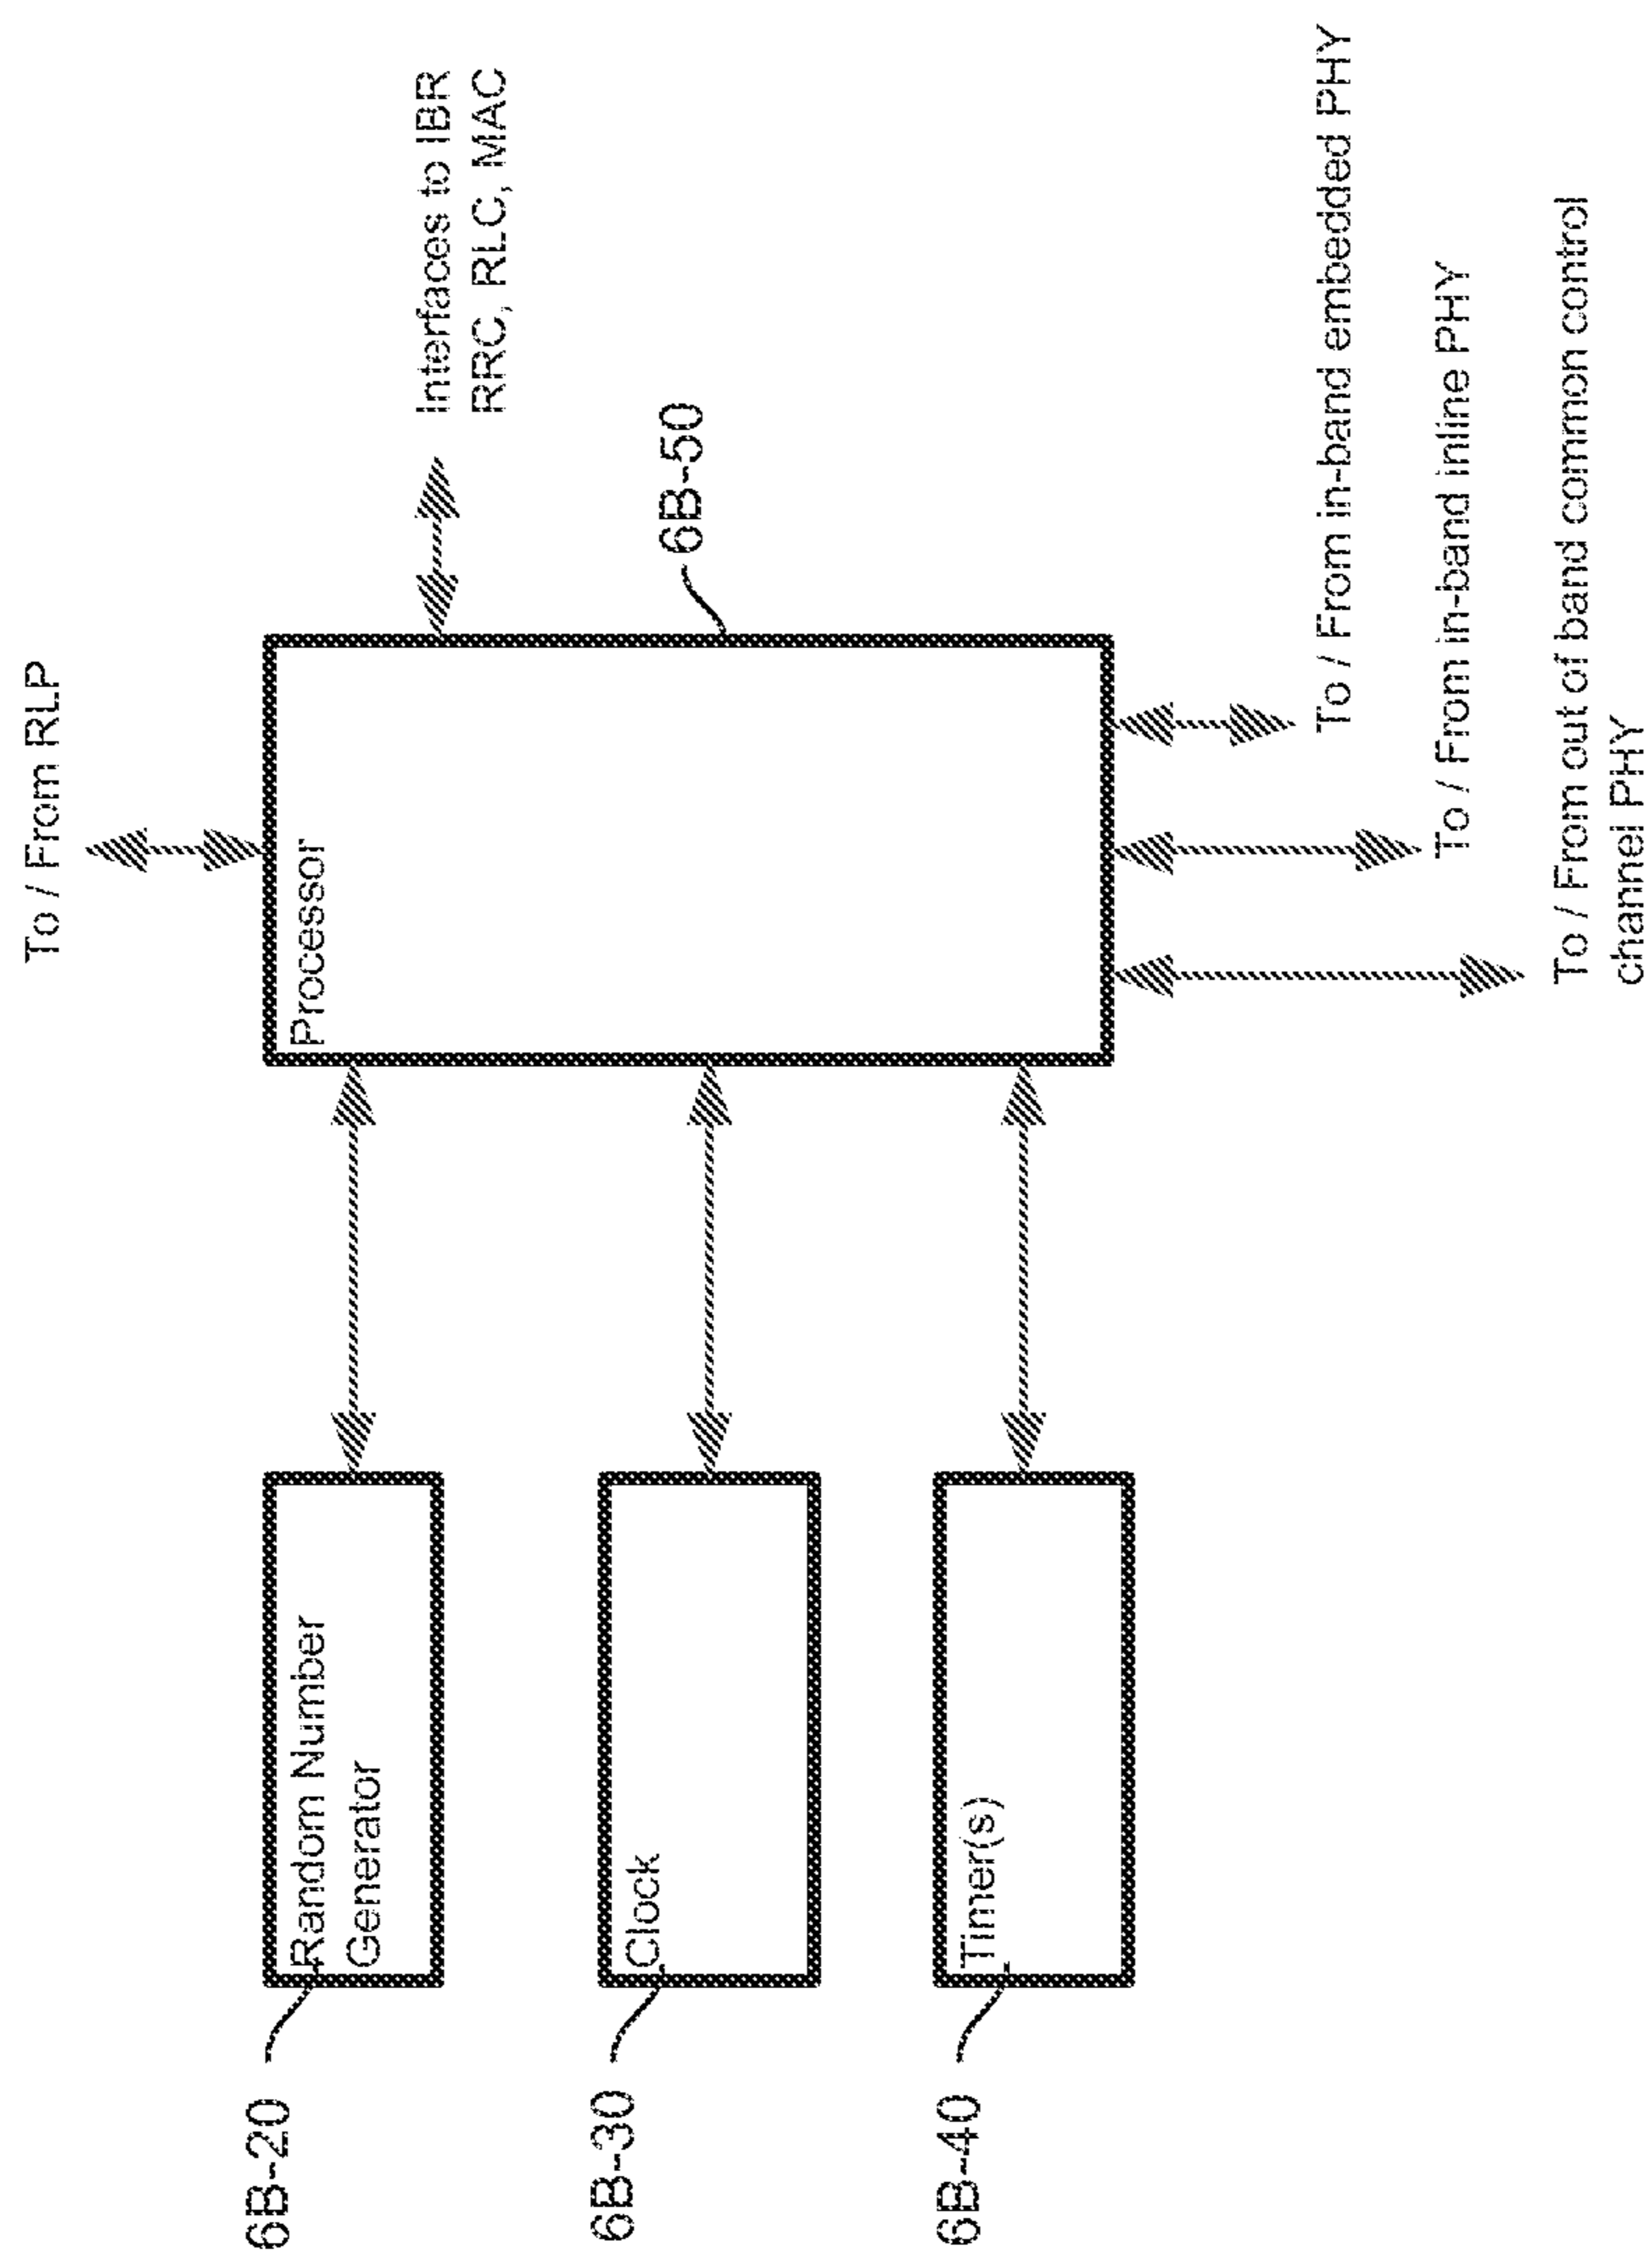 To / From RLP
Interfaces to IBR
RRC, RLC, MAC
6B-50
Processor
6B-20
Random Number
Generator
6B-30
Clock
6B-40
Timer(s)
To / From in-band embedded PHY
To / From in-band inline PHY
To / From out of band common control
channel PHY